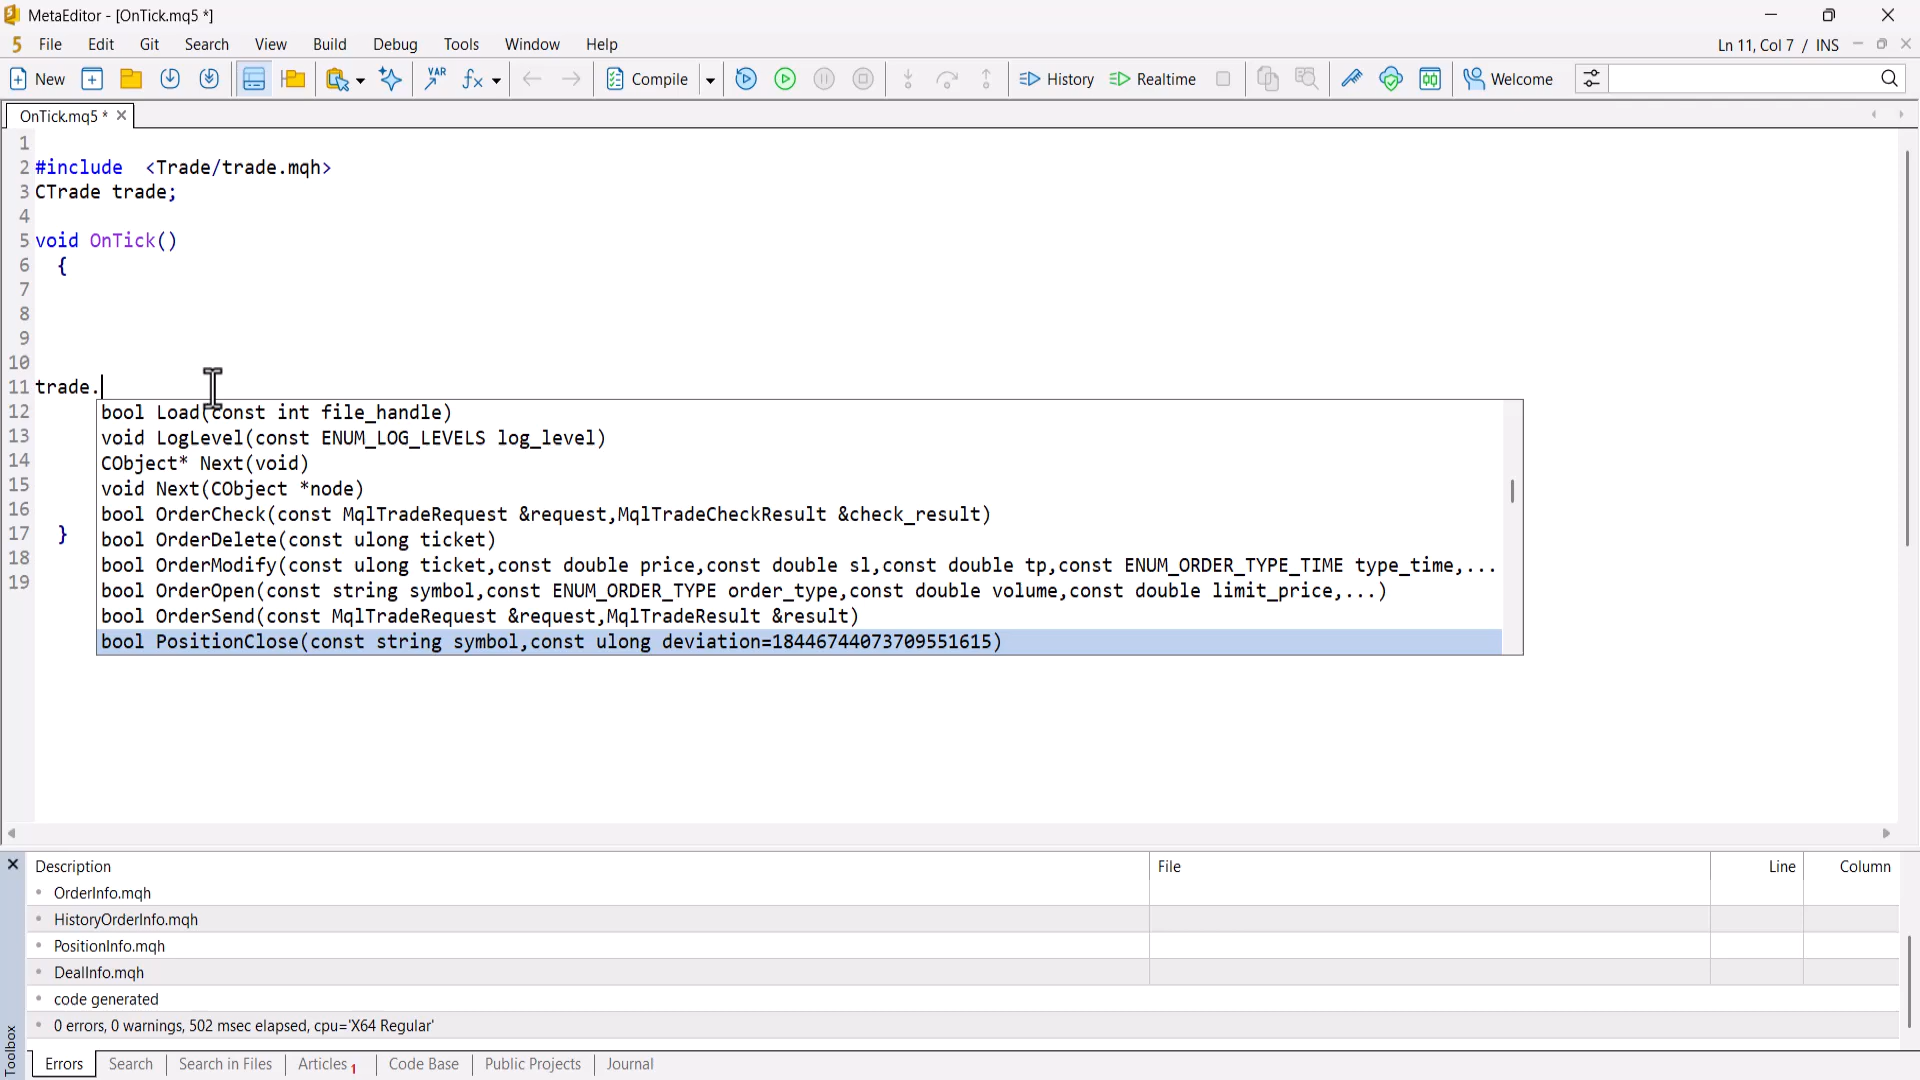 MetaEditor - [OnTick.mq5 *]
5 File Edit Git Search View Build Debug Tools Window Help Ln 11, Col 7 / INS
New VAR fx Compile History Realtime Welcome
OnTick.mq5 *
1
2 #include <Trade/trade.mqh>
3 CTrade trade;
4
5 void OnTick()
6 {
7
8
9
10
11 trade.
12 bool Load(const int file_handle)
13 void LogLevel(const ENUM_LOG_LEVELS log_level)
14 CObject* Next(void)
15 void Next(CObject *node)
16 bool OrderCheck(const MqlTradeRequest &request,MqlTradeCheckResult &check_result)
17 } bool OrderDelete(const ulong ticket)
18 bool OrderModify(const ulong ticket,const double price,const double sl,const double tp,const ENUM_ORDER_TYPE_TIME type_time,...
19 bool OrderOpen(const string symbol,const ENUM_ORDER_TYPE order_type,const double volume,const double limit_price,...)
bool OrderSend(const MqlTradeRequest &request,MqlTradeResult &result)
bool PositionClose(const string symbol,const ulong deviation=18446744073709551615)
Description File Line Column
OrderInfo.mqh
HistoryOrderInfo.mqh
PositionInfo.mqh
DealInfo.mqh
code generated
0 errors, 0 warnings, 502 msec elapsed, cpu='X64 Regular'
Toolbox
Errors Search Search in Files Articles 1 Code Base Public Projects Journal